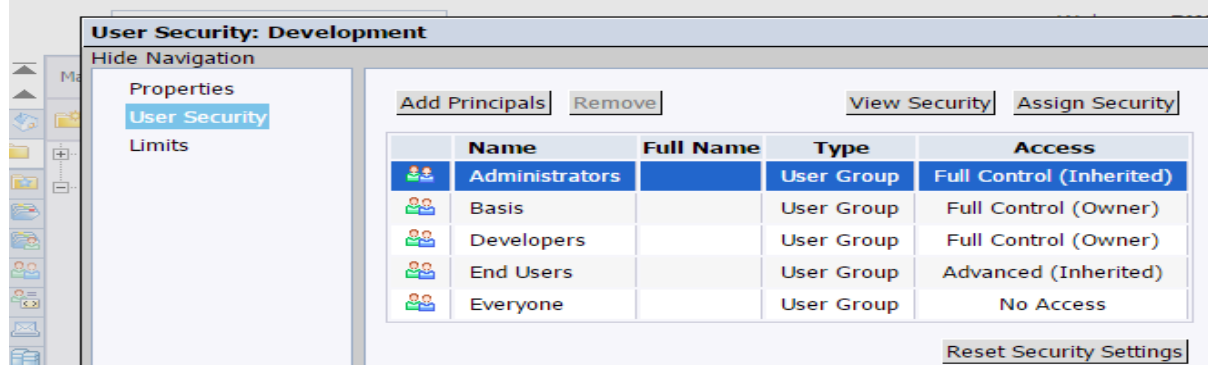 User Security: Development
Hide Navigation
Properties
User Security
Limits
Add Principals Remove View Security Assign Security
Name Full Name Type Access
Administrators User Group Full Control (Inherited)
Basis User Group Full Control (Owner)
Developers User Group Full Control (Owner)
End Users User Group Advanced (Inherited)
Everyone User Group No Access
Reset Security Settings